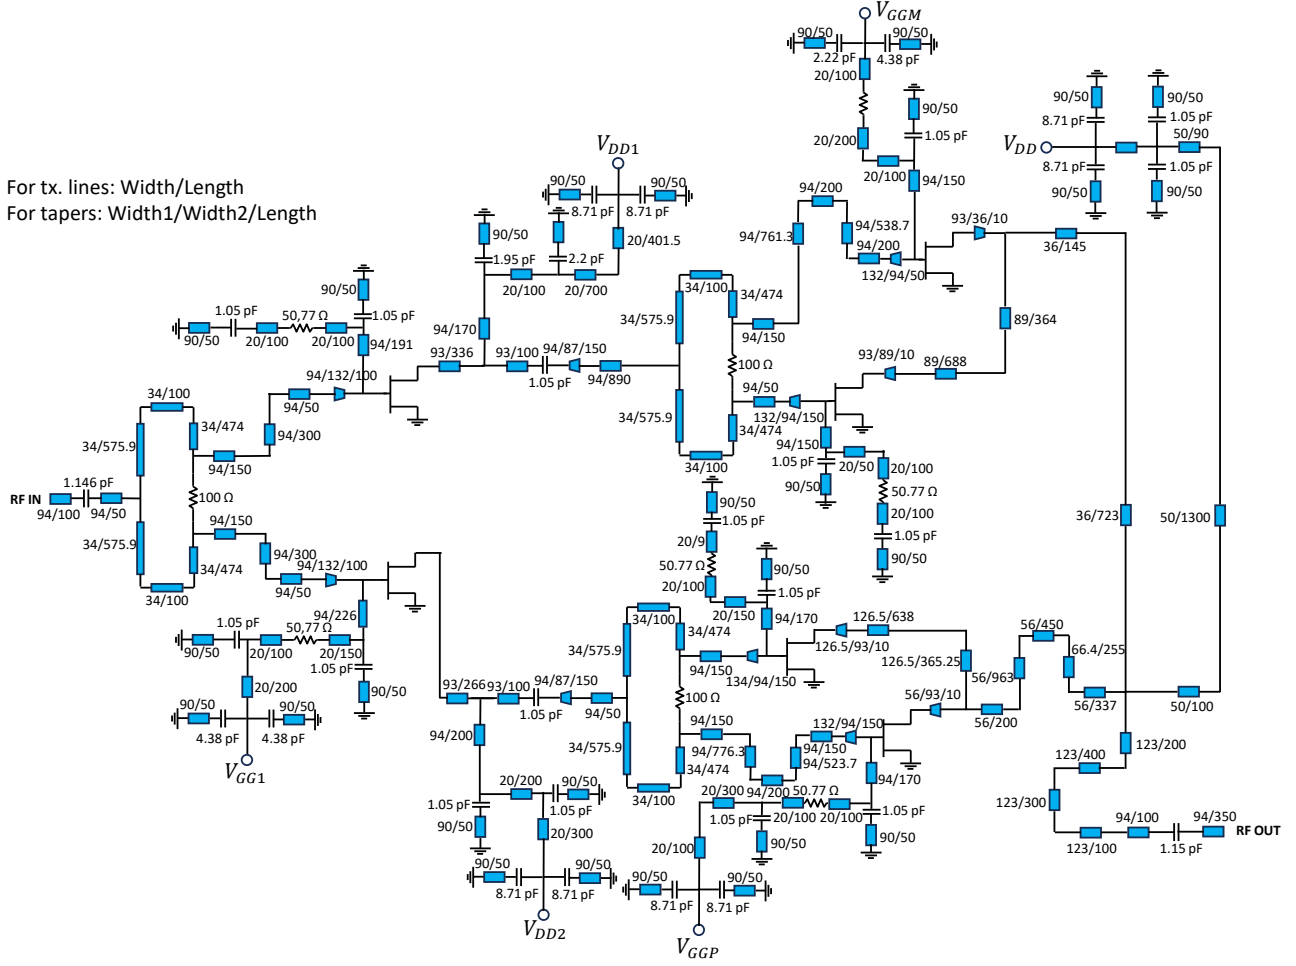 V_GGM
90/50
90/50
2.22 pF
4.38 pF
20/100
90/50
20/200
1.05 pF
20/100
94/150
90/50
90/50
8.71 pF
1.05 pF
50/90
V_DD
8.71 pF
1.05 pF
90/50
90/50
V_DD1
90/50
90/50
8.71 pF
8.71 pF
For tx. lines: Width/Length
For tapers: Width1/Width2/Length
90/50
20/401.5
1.95 pF
2.2 pF
20/100
20/700
94/200
94/761.3
94/538.7
94/200
132/94/50
93/36/10
36/145
90/50
1.05 pF
50,77 Ω
1.05 pF
90/50
20/100
20/100
94/191
94/170
34/100
34/474
34/575.9
94/150
89/364
93/336
93/100
94/87/150
1.05 pF
94/890
100 Ω
93/89/10
89/688
94/132/100
94/50
34/100
34/474
94/300
34/575.9
94/150
94/50
132/94/150
34/575.9
34/474
34/100
94/150
1.05 pF
20/50
20/100
90/50
50.77 Ω
20/100
1.05 pF
90/50
1.146 pF
RF IN
94/100
94/50
100 Ω
94/150
34/575.9
94/300
94/132/100
34/474
94/50
34/100
90/50
1.05 pF
20/9
50.77 Ω
20/100
90/50
1.05 pF
20/150
94/170
36/723
50/1300
94/226
1.05 pF
50,77 Ω
90/50
20/100
20/150
1.05 pF
90/50
20/200
90/50
90/50
4.38 pF
4.38 pF
V_GG1
34/100
34/474
34/575.9
94/150
134/94/150
126.5/638
126.5/93/10
126.5/365.25
56/450
56/963
66.4/255
93/266
93/100
94/87/150
1.05 pF
94/50
100 Ω
56/93/10
56/200
56/337
50/100
94/200
34/575.9
94/150
94/776.3
34/474
34/100
94/200
132/94/150
94/150
94/523.7
94/170
123/200
123/400
123/300
20/200
90/50
1.05 pF
1.05 pF
90/50
20/300
20/300
50.77 Ω
1.05 pF
20/100
20/100
1.05 pF
90/50
90/50
20/100
94/100
94/350
RF OUT
123/100
1.15 pF
90/50
90/50
8.71 pF
8.71 pF
V_DD2
90/50
90/50
8.71 pF
8.71 pF
V_GGP